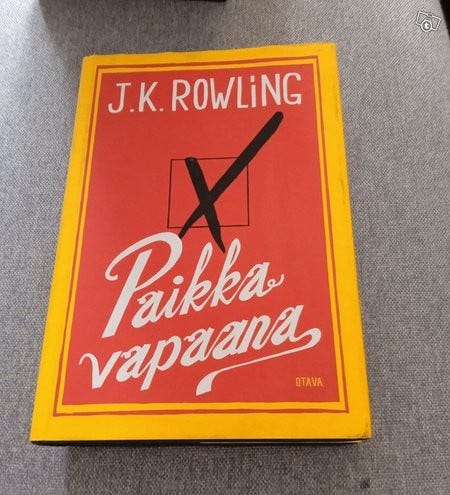 J.K. ROWLiNG
Paikka
vapaana
OTAVA